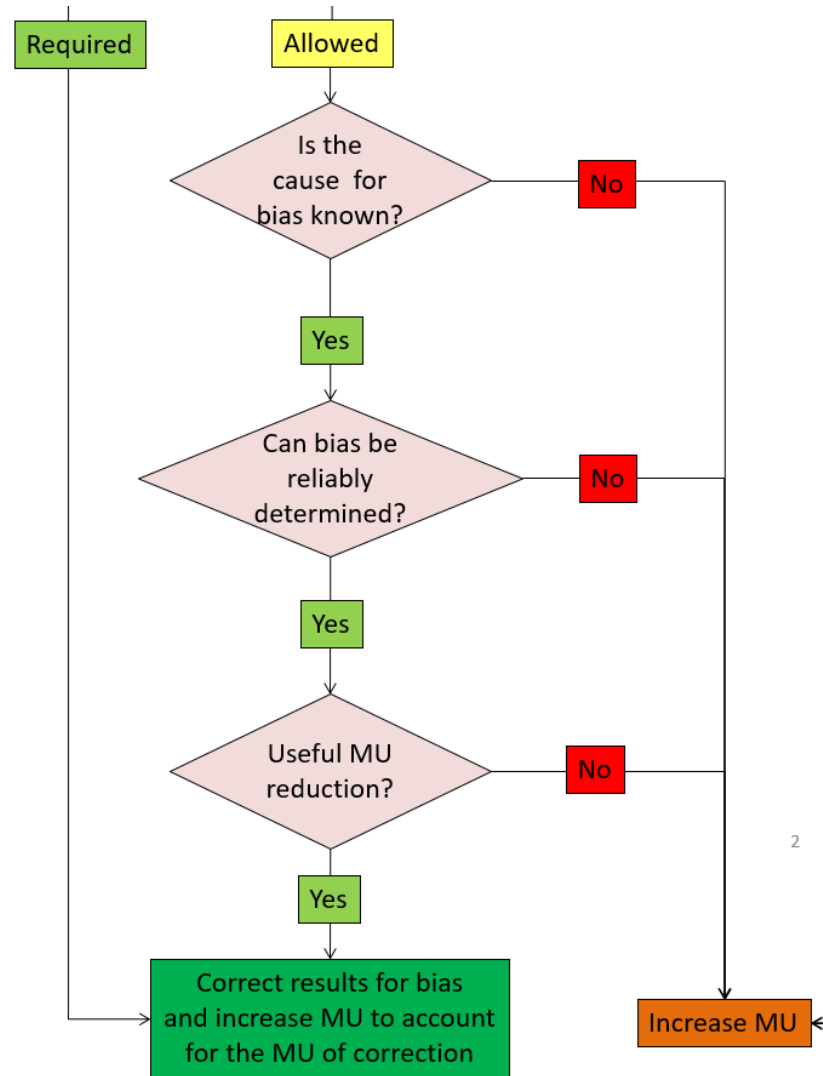 Required
Allowed
Is the
cause for
bias known?
No
Yes
Can bias be
reliably
determined?
No
Yes
Useful MU
reduction?
No
2
Yes
Correct results for bias
and increase MU to account
for the MU of correction
Increase MU